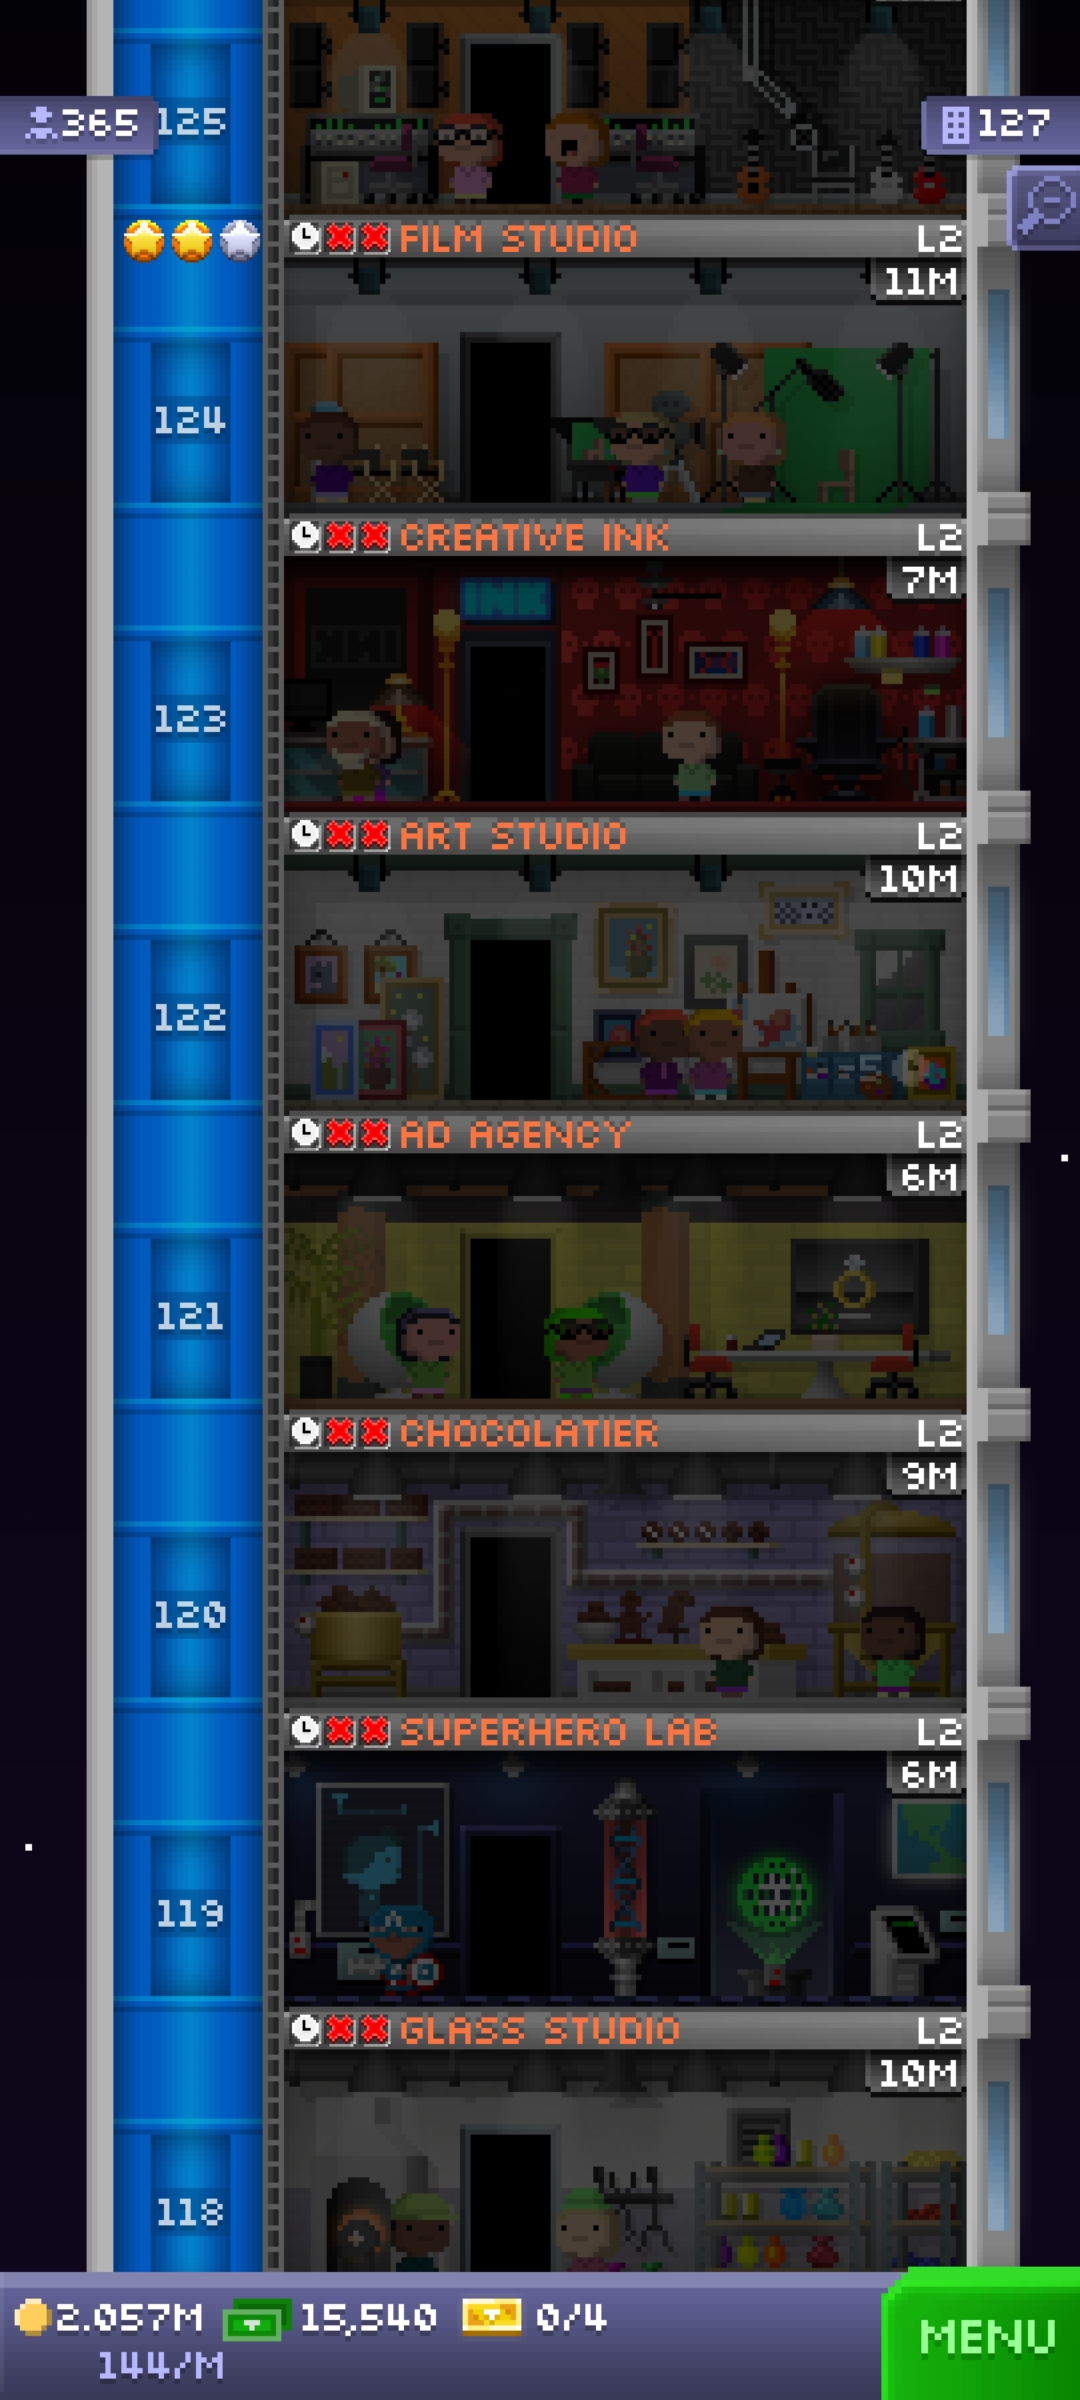 365
125
127
FILM STUDIO L2
11M
124
CREATIVE INK L2
7M
INK
123
ART STUDIO L2
10M
122
AD AGENCY L2
6M
121
CHOCOLATIER L2
9M
120
SUPERHERO LAB L2
6M
119
GLASS STUDIO L2
10M
118
2.057M 15,540 0/4
144/M
MENU